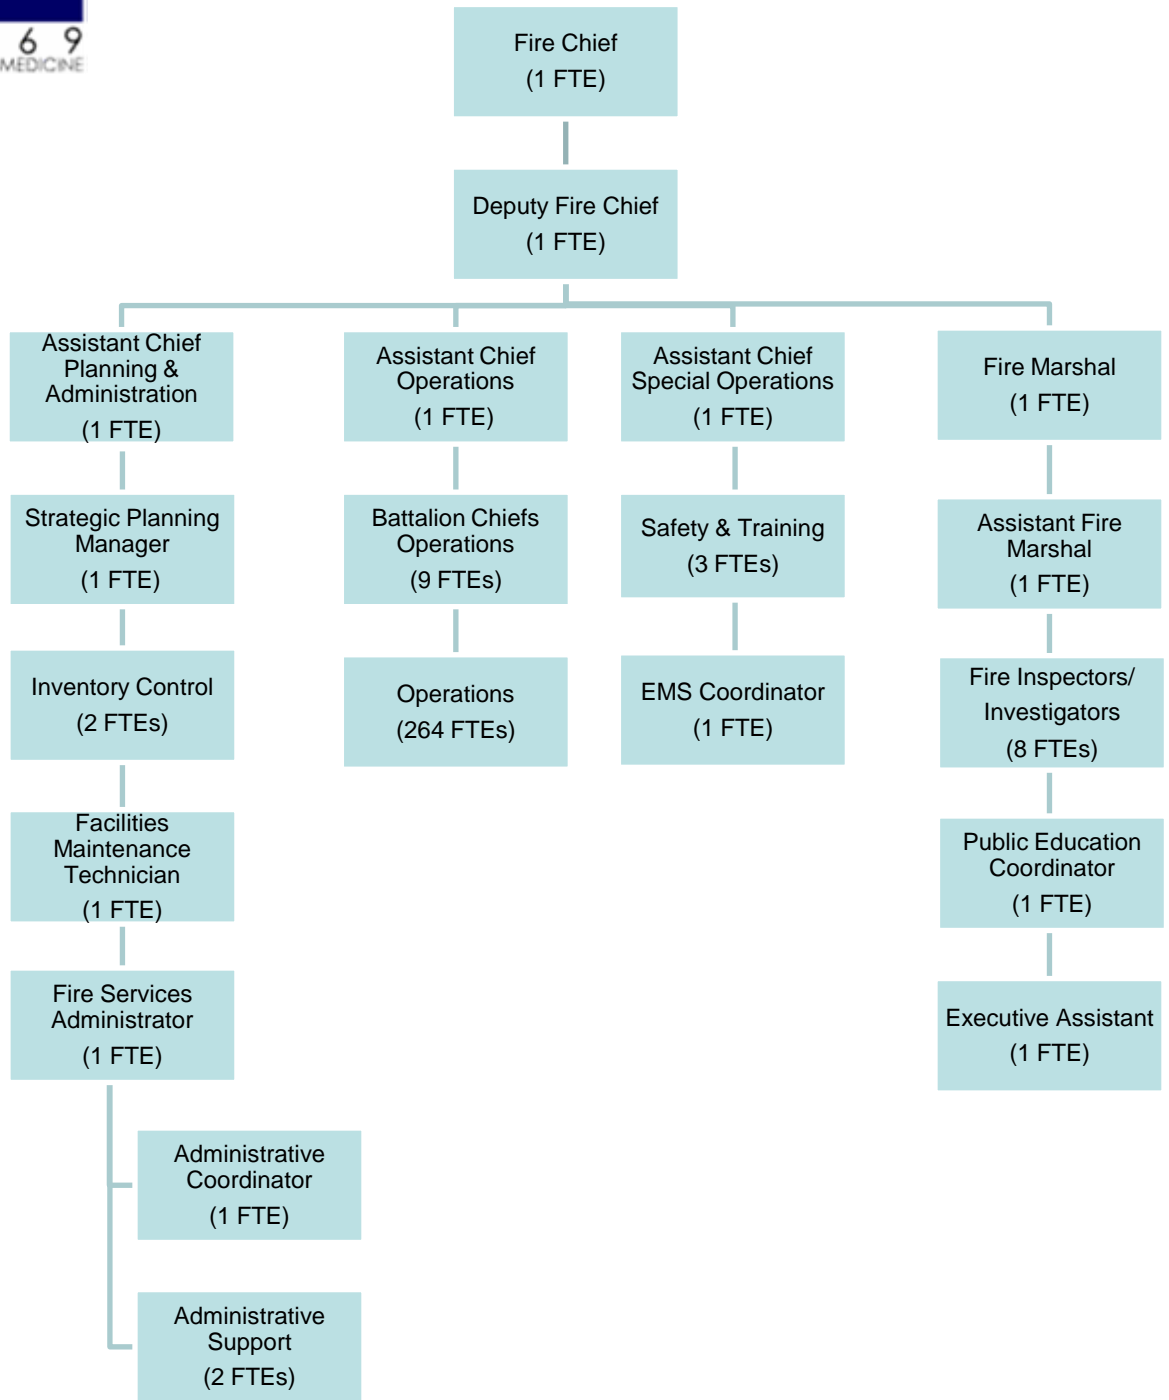 6 9
MEDICINE
Fire Chief
(1 FTE)
Deputy Fire Chief
(1 FTE)
Assistant Chief
Planning &
Administration
(1 FTE)
Assistant Chief
Operations
(1 FTE)
Assistant Chief
Special Operations
(1 FTE)
Fire Marshal
(1 FTE)
Strategic Planning
Manager
(1 FTE)
Battalion Chiefs
Operations
(9 FTEs)
Safety & Training
(3 FTEs)
Assistant Fire
Marshal
(1 FTE)
Inventory Control
(2 FTEs)
Operations
(264 FTEs)
EMS Coordinator
(1 FTE)
Fire Inspectors/
Investigators
(8 FTEs)
Facilities
Maintenance
Technician
(1 FTE)
Public Education
Coordinator
(1 FTE)
Fire Services
Administrator
(1 FTE)
Executive Assistant
(1 FTE)
Administrative
Coordinator
(1 FTE)
Administrative
Support
(2 FTEs)